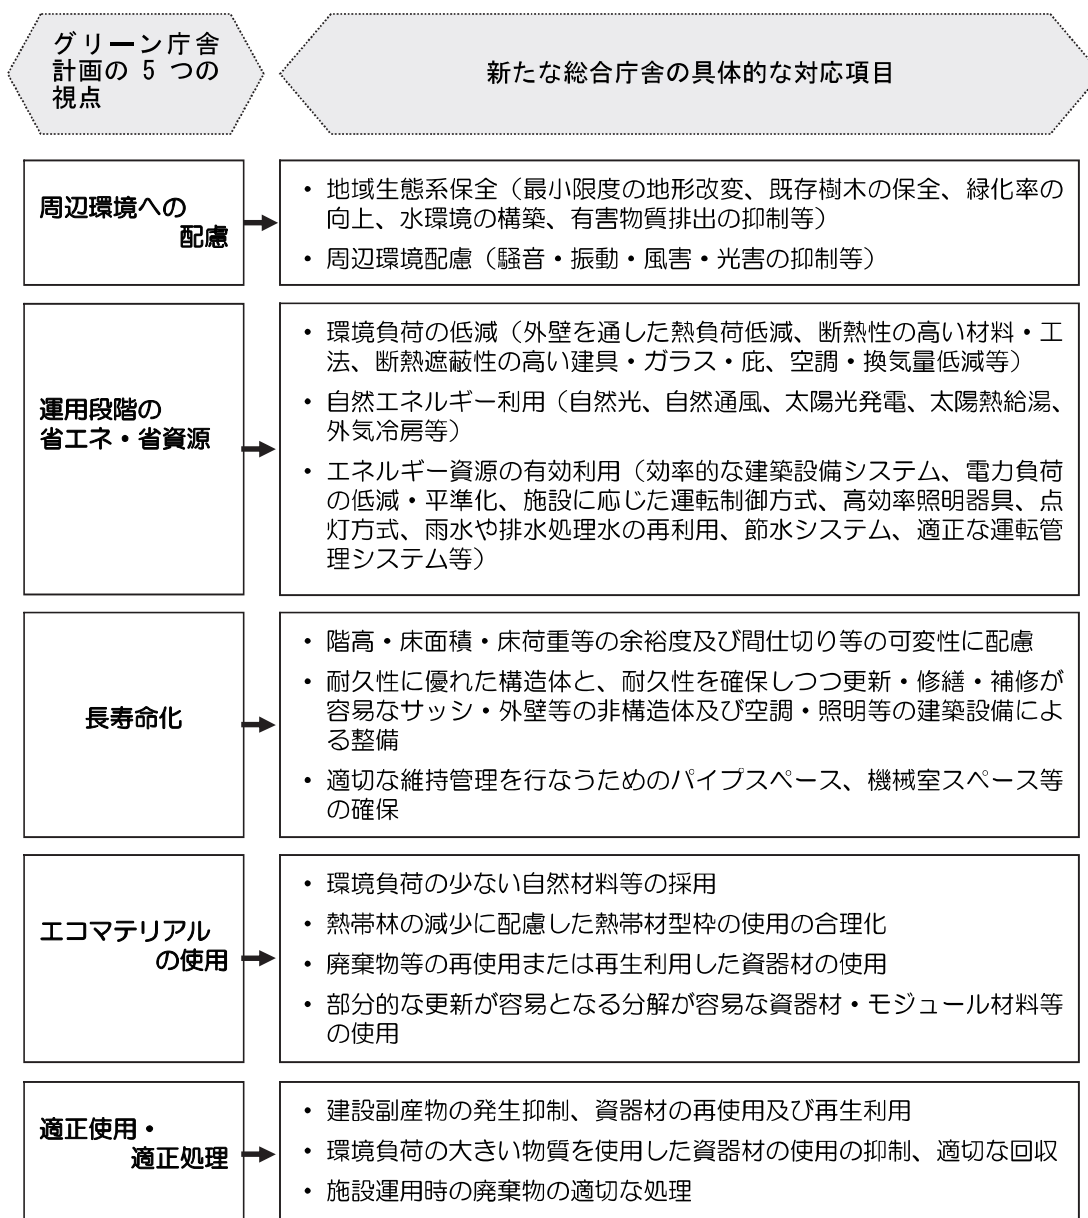 グリーン庁舎
計画の 5 つの
視点
新たな総合庁舎の具体的な対応項目
周辺環境への
配慮
・ 地域生態系保全（最小限度の地形改変、既存樹木の保全、緑化率の
向上、水環境の構築、有害物質排出の抑制等）
・ 周辺環境配慮（騒音・振動・風害・光害の抑制等）
運用段階の
省エネ・省資源
・ 環境負荷の低減（外壁を通した熱負荷低減、断熱性の高い材料・工
法、断熱遮蔽性の高い建具・ガラス・庇、空調・換気量低減等）
・ 自然エネルギー利用（自然光、自然通風、太陽光発電、太陽熱給湯、
外気冷房等）
・ エネルギー資源の有効利用（効率的な建築設備システム、電力負荷
の低減・平準化、施設に応じた運転制御方式、高効率照明器具、点
灯方式、雨水や排水処理水の再利用、節水システム、適正な運転管
理システム等）
長寿命化
・ 階高・床面積・床荷重等の余裕度及び間仕切り等の可変性に配慮
・ 耐久性に優れた構造体と、耐久性を確保しつつ更新・修繕・補修が
容易なサッシ・外壁等の非構造体及び空調・照明等の建築設備によ
る整備
・ 適切な維持管理を行なうためのパイプスペース、機械室スペース等
の確保
エコマテリアル
の使用
・ 環境負荷の少ない自然材料等の採用
・ 熱帯林の減少に配慮した熱帯材型枠の使用の合理化
・ 廃棄物等の再使用または再生利用した資器材の使用
・ 部分的な更新が容易となる分解が容易な資器材・モジュール材料等
の使用
適正使用・
適正処理
・ 建設副産物の発生抑制、資器材の再使用及び再生利用
・ 環境負荷の大きい物質を使用した資器材の使用の抑制、適切な回収
・ 施設運用時の廃棄物の適切な処理